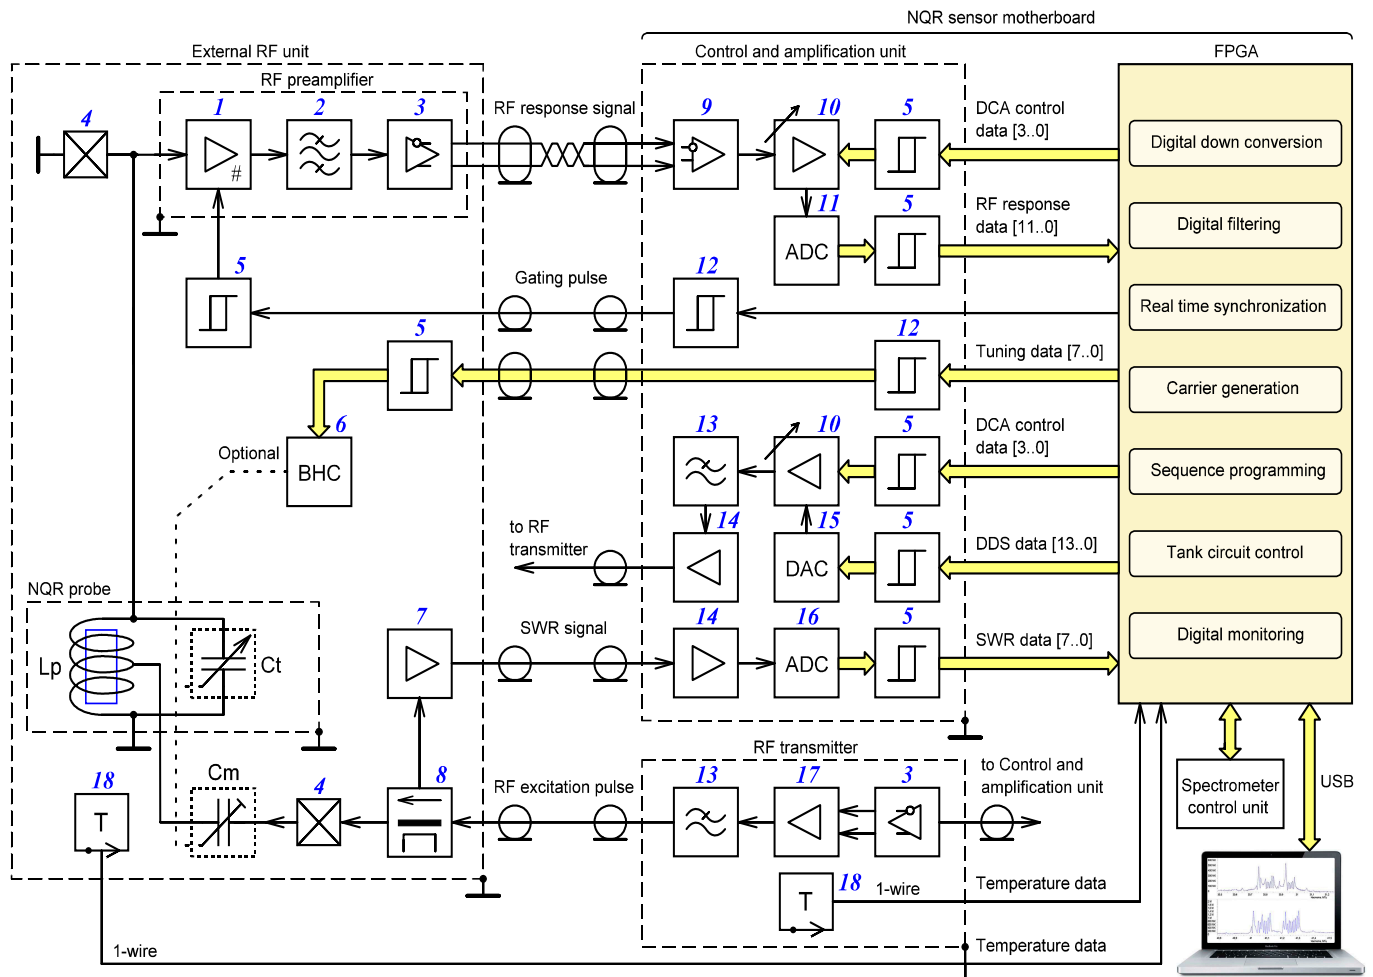 NQR sensor motherboard
External RF unit
Control and amplification unit
FPGA
RF preamplifier
4
1
2
3
#
RF response signal
9
10
5
DCA control
data [3..0]
Digital down conversion
11
5
ADC
RF response
data [11..0]
Digital filtering
5
Gating pulse
12
Real time synchronization
5
12
Tuning data [7..0]
Carrier generation
6
BHC
Optional
13
10
5
DCA control
data [3..0]
Sequence programming
to RF
transmitter
14
15
5
DAC
DDS data [13..0]
Tank circuit control
NQR probe
Lp
Ct
7
SWR signal
14
16
5
ADC
SWR data [7..0]
Digital monitoring
RF transmitter
18
T
Cm
4
8
RF excitation pulse
13
17
3
to Control and
amplification unit
Spectrometer
control unit
USB
18
T
1-wire
Temperature data
1-wire
Temperature data